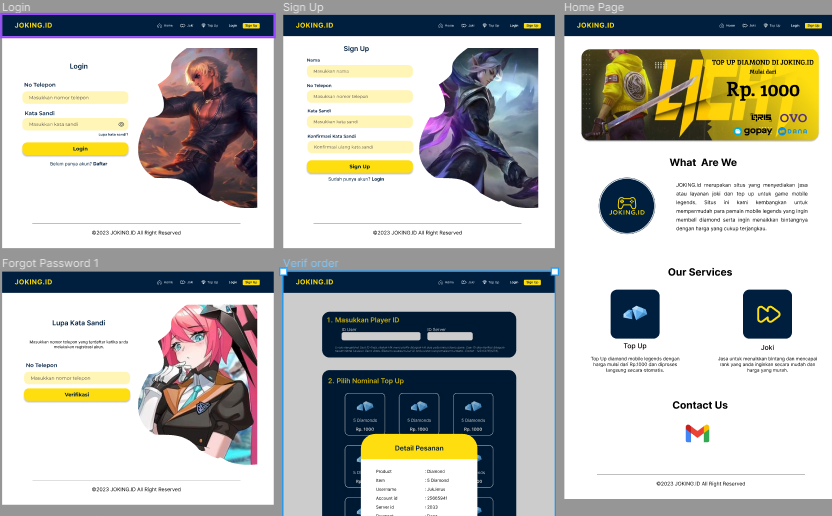 Login
JOKING.ID
Home
Joki
Top Up
Login
Sign Up
Login
No Telepon
Masukkan nomor telepon
Kata Sandi
Masukkan kata sandi
Lupa kata sandi?
Login
Belum punya akun? Daftar
©2023 JOKING.ID All Right Reserved
Sign Up
JOKING.ID
Home
Joki
Top Up
Login
Sign Up
Sign Up
Nama
Masukkan nama
No Telepon
Masukkan nomor telepon
Kata Sandi
Masukkan kata sandi
Konfirmasi Kata Sandi
Konfirmasi ulang kata sandi
Sign Up
Sudah punya akun? Login
©2023 JOKING.ID All Right Reserved
Home Page
JOKING.ID
Home
Joki
Top Up
Login
Sign Up
TOP UP DIAMOND DI JOKING.ID
Mulai dari
Rp. 1000
QRIS OVO
gopay DANA
What Are We
JOKING.ID
JOKING.Id merupakan situs yang menyediakan jasa
atau layanan joki dan top up untuk game mobile
legends. Situs ini kami kembangkan untuk
mempermudah para pemain mobile legends yang ingin
membeli diamond serta ingin menaikkan bintangnya
dengan harga yang cukup terjangkau.
Our Services
Top Up
Top Up diamond mobile legends dengan
harga mulai dari Rp.1000 dan diproses
langsung secara otomatis.
Joki
Jasa untuk menaikkan bintang dan mencapai
rank yang anda inginkan secara mudah dan
harga yang murah.
Contact Us
©2023 JOKING.ID All Right Reserved
Forgot Password 1
JOKING.ID
Home
Joki
Top Up
Login
Sign Up
Lupa Kata Sandi
Masukkan nomor telepon yang terdaftar ketika anda
melakukan registrasi akun.
No Telepon
Masukkan nomor telepon
Verifikasi
©2023 JOKING.ID All Right Reserved
Verif order
JOKING.ID
Home
Joki
Top Up
Login
Sign Up
1. Masukkan Player ID
ID User
ID Server
2. Pilih Nominal Top Up
5 Diamonds
Rp. 1000
5 Diamonds
Rp. 1000
5 Diamonds
Rp. 1000
Detail Pesanan
Product : Diamond
Item : 5 Diamond
Username : Jukukrus
Account id : 25665941
Server id : 2033